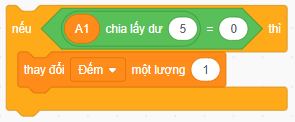 nếu A1 chia lấy dư 5 = 0 thì
thay đổi Đếm một lượng 1